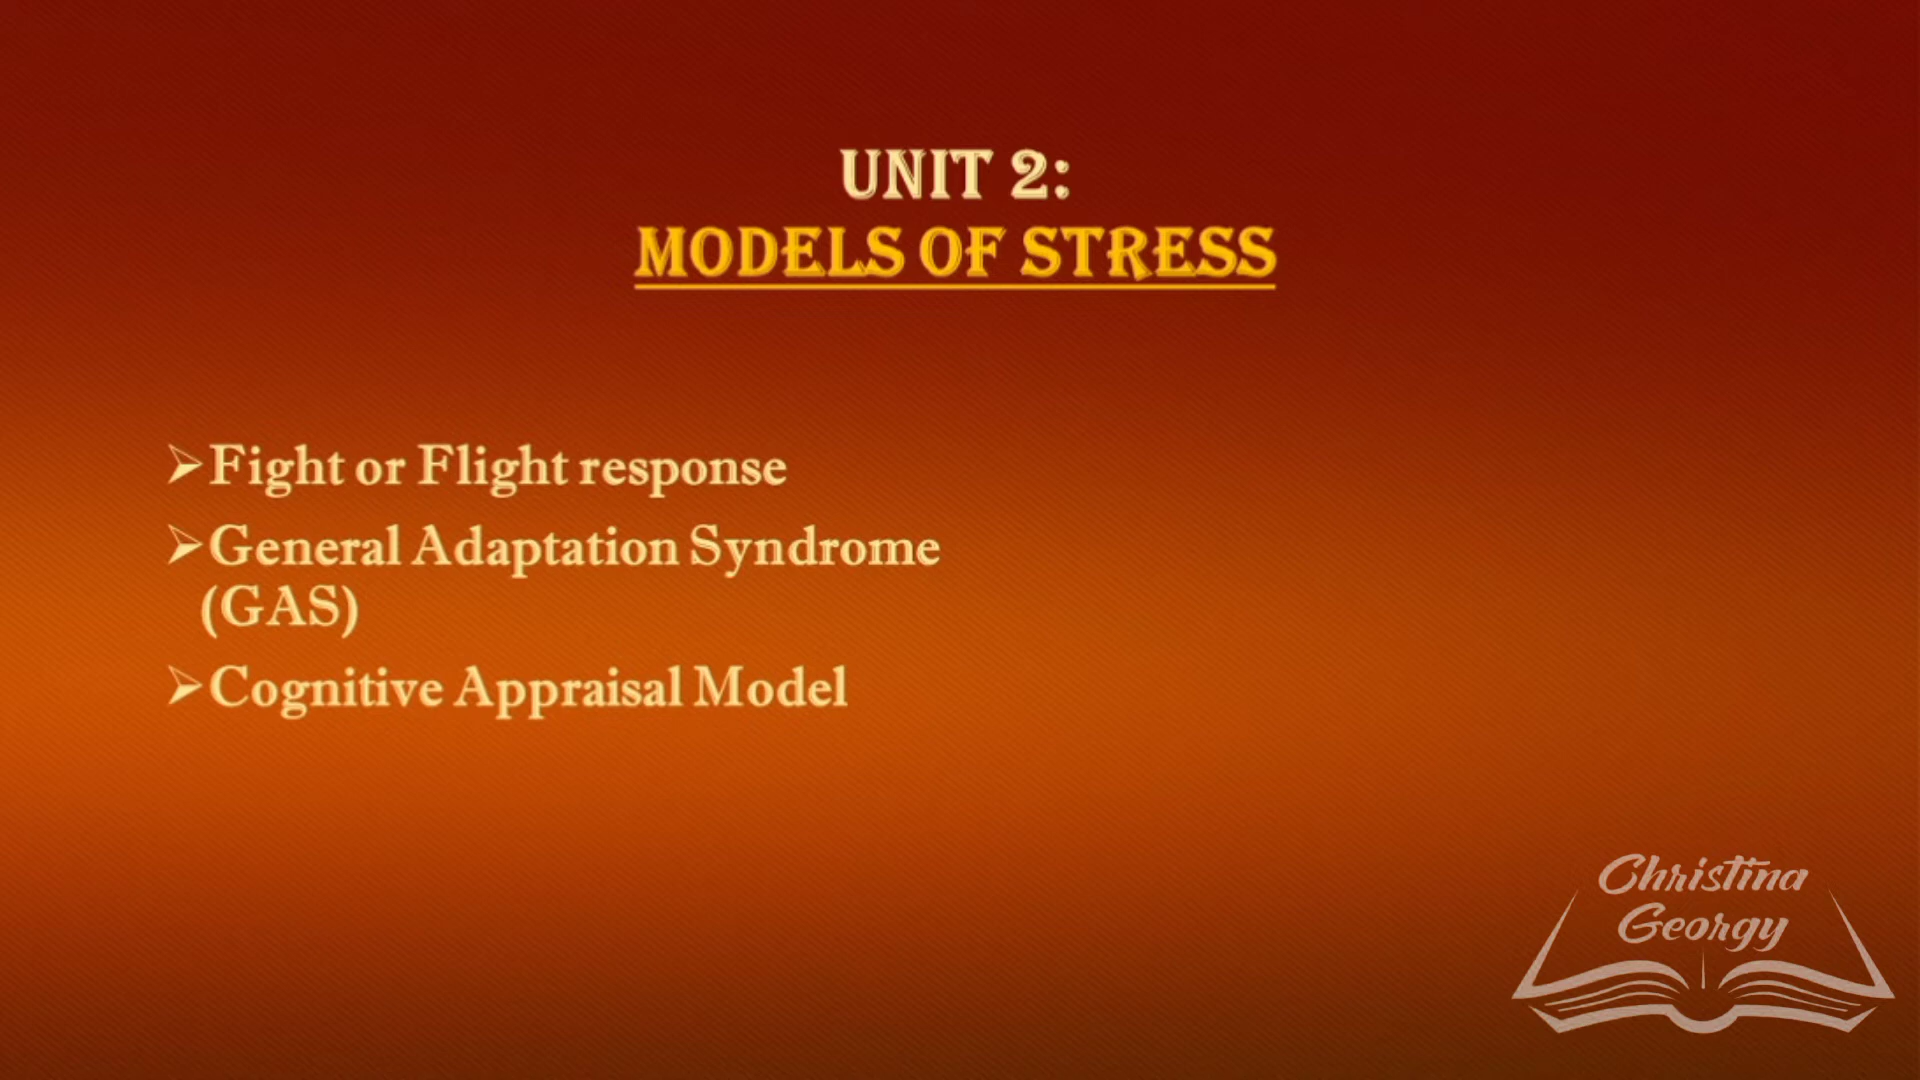 UNIT 2:
MODELS OF STRESS
➢Fight or Flight response
➢General Adaptation Syndrome
(GAS)
➢Cognitive Appraisal Model
Christina
Georgy